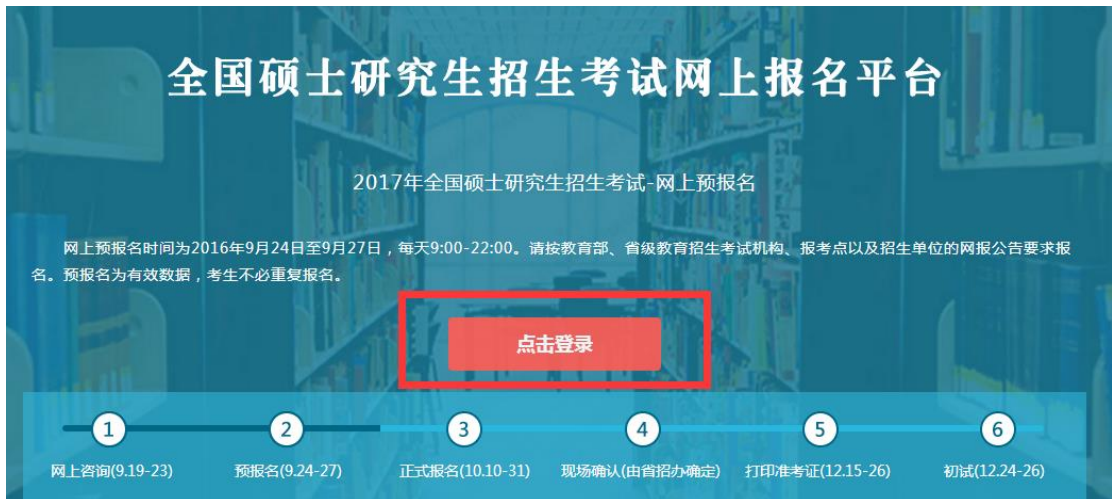 全国硕士研究生招生考试网上报名平台
2017年全国硕士研究生招生考试-网上预报名
网上预报名时间为2016年9月24日至9月27日，每天9:00-22:00。请按教育部、省级教育招生考试机构、报考点以及招生单位的网报公告要求报
名。预报名为有效数据，考生不必重复报名。
点击登录
1 2 3 4 5 6
网上咨询(9.19-23) 预报名(9.24-27) 正式报名(10.10-31) 现场确认(由省招办确定) 打印准考证(12.15-26) 初试(12.24-26)